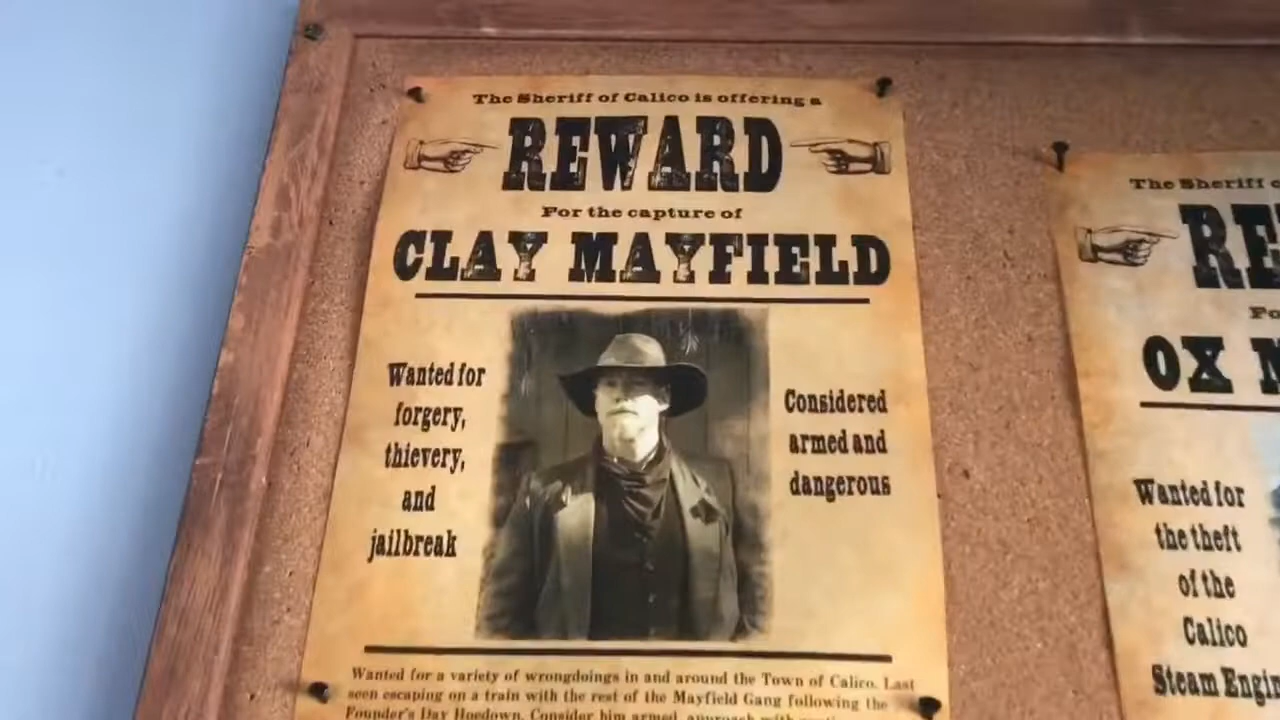 The Sheriff of Calico is offering a
REWARD
For the capture of
CLAY MAYFIELD
Wanted for
forgery,
thievery,
and
jailbreak
Considered
armed and
dangerous
Wanted for a variety of wrongdoings in and around the Town of Calico. Last
seen escaping on a train with the rest of the Mayfield Gang following the
Founder's Day Hoedown. Consider him armed, approach with
The Sheriff
OX
Wanted for
the theft
of the
Calico
Steam